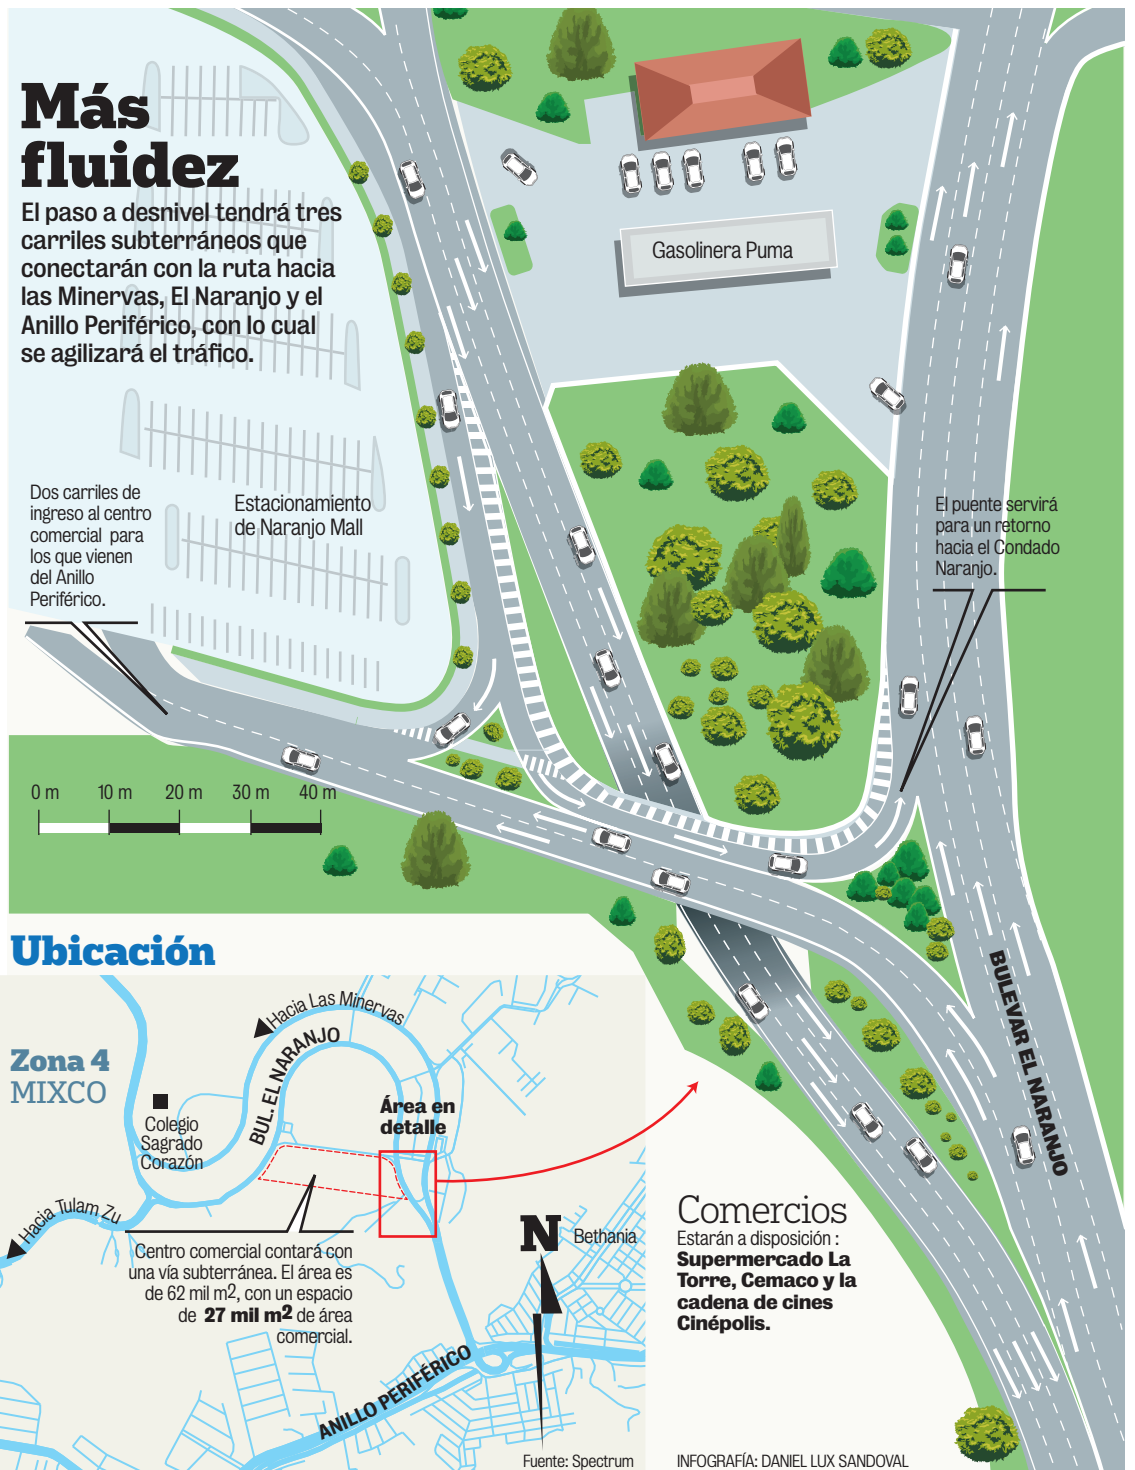 Más
fluidez
El paso a desnivel tendrá tres
carriles subterráneos que
conectarán con la ruta hacia
las Minervas, El Naranjo y el
Anillo Periférico, con lo cual
se agilizará el tráfico.
Gasolinera Puma
Dos carriles de
ingreso al centro
comercial para
los que vienen
del Anillo
Periférico.
Estacionamiento
de Naranjo Mall
El puente servirá
para un retorno
hacia el Condado
Naranjo.
0 m 10 m 20 m 30 m 40 m
BULEVAR EL NARANJO
Ubicación
Zona 4
MIXCO
Hacia Las Minervas
BUL. EL NARANJO
Colegio
Sagrado
Corazón
Área en
detalle
Hacia Tulam Zu
Centro comercial contará con
una vía subterránea. El área es
de 62 mil m2, con un espacio
de 27 mil m2 de área
comercial.
N
Bethania
ANILLO PERIFÉRICO
Fuente: Spectrum
Comercios
Estarán a disposición :
Supermercado La
Torre, Cemaco y la
cadena de cines
Cinépolis.
INFOGRAFÍA: DANIEL LUX SANDOVAL